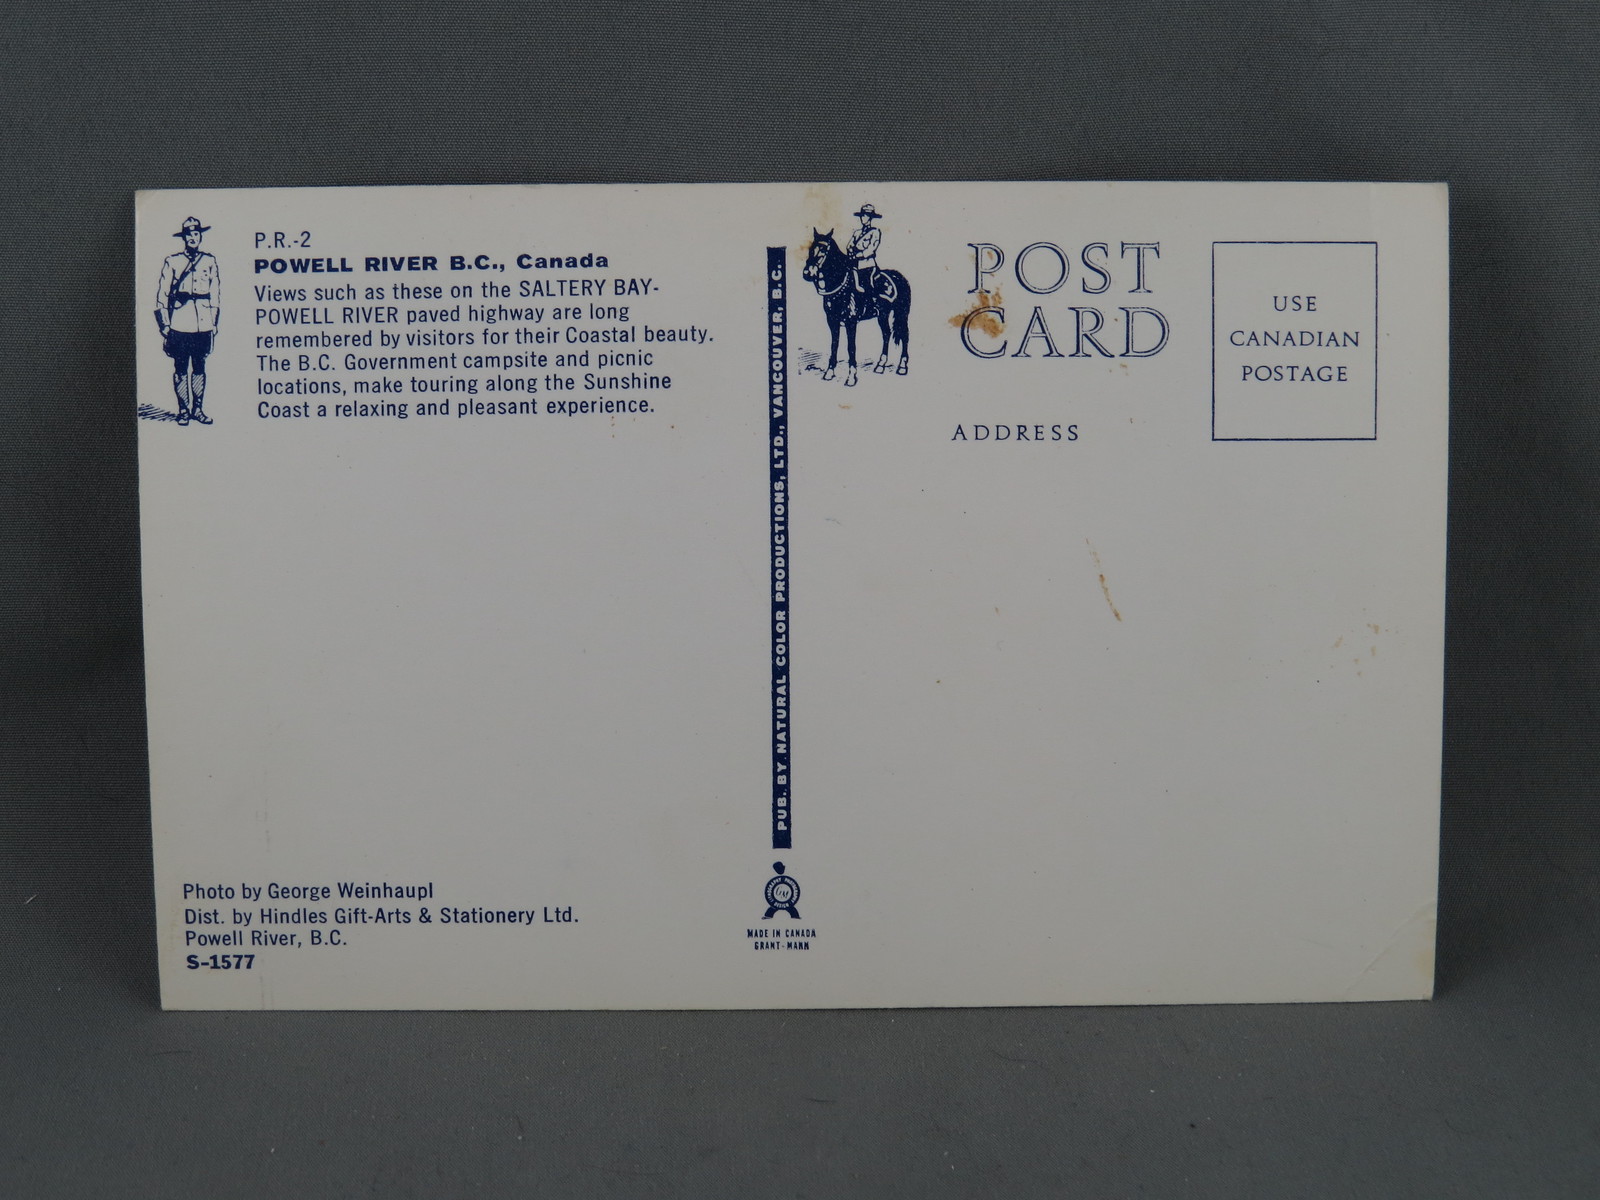 P.R.-2
POWELL RIVER B.C., Canada
Views such as these on the SALTERY BAY-
POWELL RIVER paved highway are long
remembered by visitors for their Coastal beauty.
The B.C. Government campsite and picnic
locations, make touring along the Sunshine
Coast a relaxing and pleasant experience.
Photo by George Weinhaupl
Dist. by Hindles Gift-Arts & Stationery Ltd.
Powell River, B.C.
S-1577
PUB. BY NATURAL COLOR PRODUCTIONS, LTD., VANCOUVER, B.C.
MADE IN CANADA
GRANT-MANN
POST
CARD
ADDRESS
USE
CANADIAN
POSTAGE